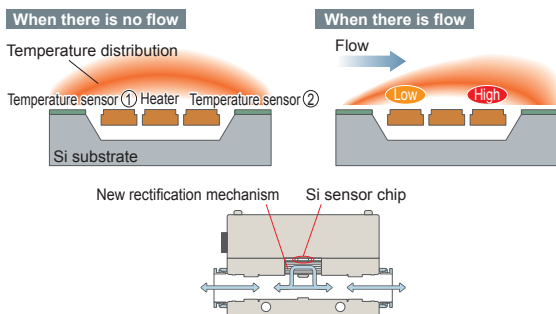 When there is no flow
When there is flow
Temperature distribution
Flow
Temperature sensor ① Heater Temperature sensor ②
Low
High
Si substrate
New rectification mechanism
Si sensor chip